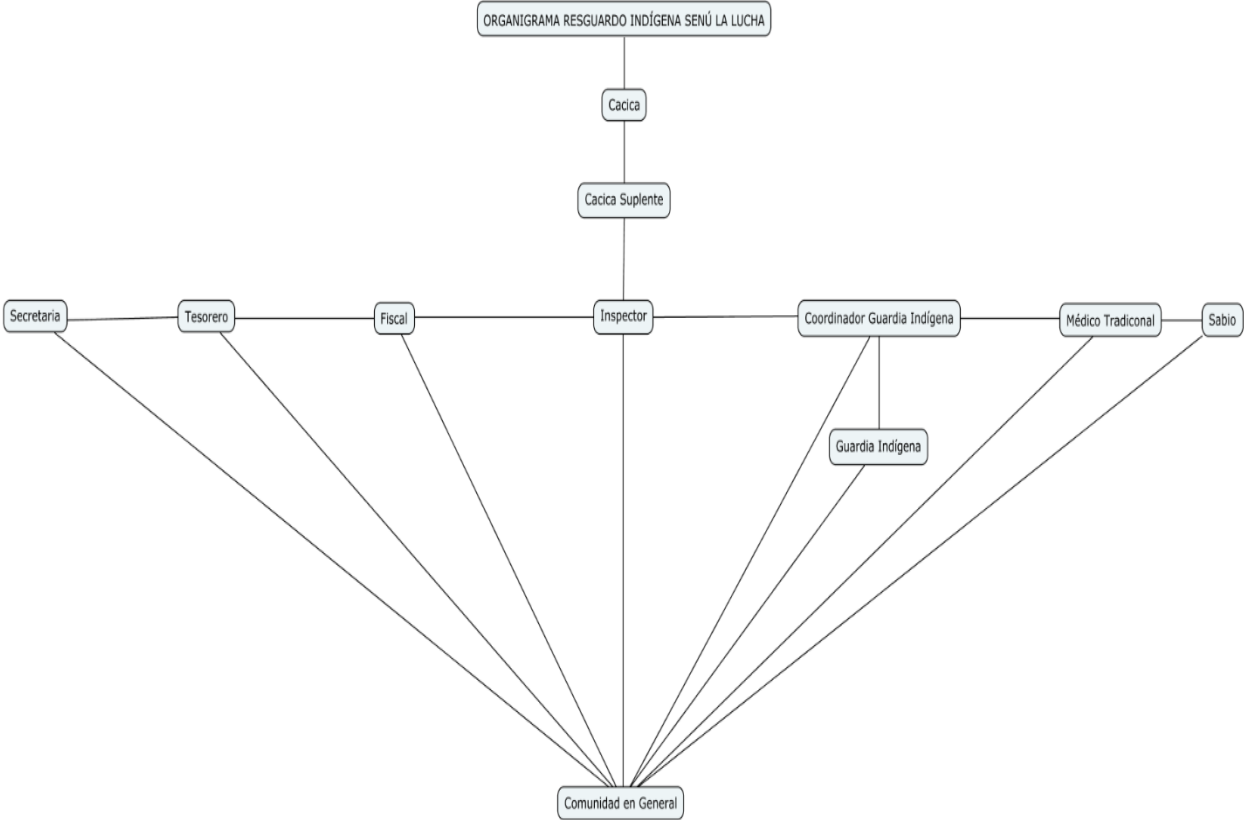 ORGANIGRAMA RESGUARDO INDÍGENA SENÚ LA LUCHA
Cacica
Cacica Suplente
Secretaria
Tesorero
Fiscal
Inspector
Coordinador Guardia Indígena
Médico Tradiconal
Sabio
Guardia Indígena
Comunidad en General